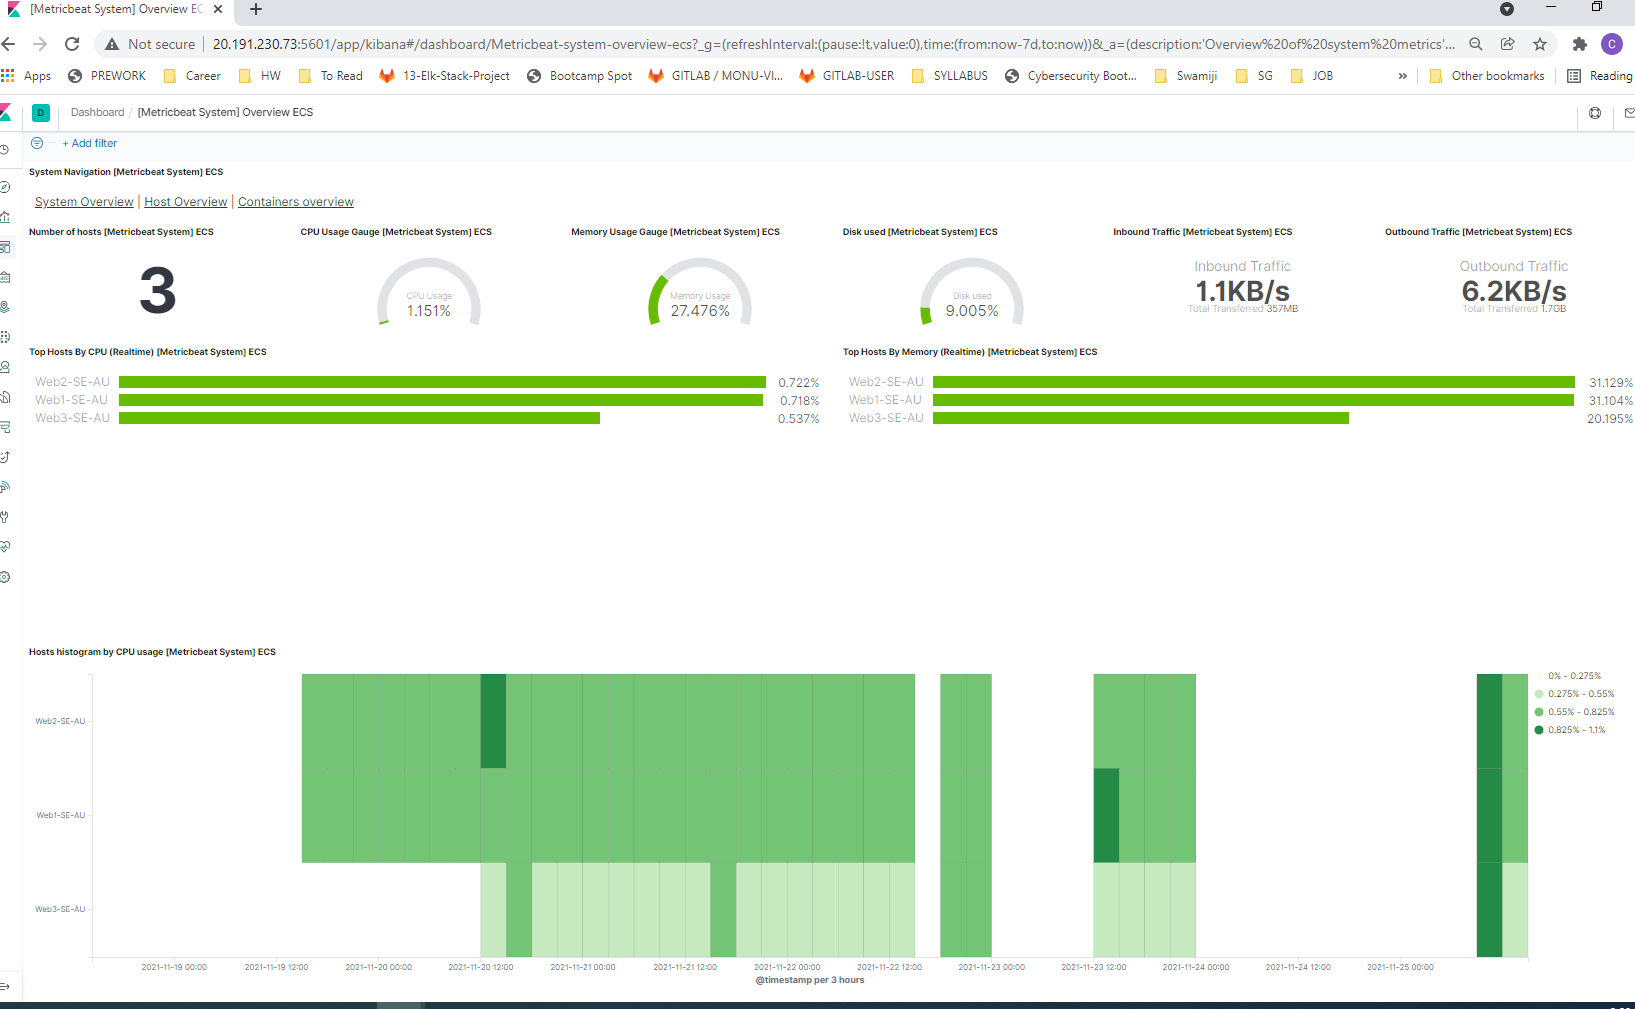 [Metricbeat System] Overview EC
Not secure | 20.191.230.73:5601/app/kibana#/dashboard/Metricbeat-system-overview-ecs?_g=(refreshInterval:(pause:!t,value:0),time:(from:now-7d,to:now))&_a=(description:'Overview%20of%20system%20metrics'...
C
Apps PREWORK Career HW To Read 13-Elk-Stack-Project Bootcamp Spot GITLAB / MONU-VI... GITLAB-USER SYLLABUS Cybersecurity Boot... Swamiji SG JOB » Other bookmarks Reading
D Dashboard / [Metricbeat System] Overview ECS
+ Add filter
System Navigation [Metricbeat System] ECS
System Overview | Host Overview | Containers overview
Number of hosts [Metricbeat System] ECS
3
CPU Usage Gauge [Metricbeat System] ECS
CPU Usage
1.151%
Memory Usage Gauge [Metricbeat System] ECS
Memory Usage
27.476%
Disk used [Metricbeat System] ECS
Disk used
9.005%
Inbound Traffic [Metricbeat System] ECS
Inbound Traffic
1.1KB/s
Total Transferred 357MB
Outbound Traffic [Metricbeat System] ECS
Outbound Traffic
6.2KB/s
Total Transferred 1.7GB
Top Hosts By CPU (Realtime) [Metricbeat System] ECS
Web2-SE-AU 0.722%
Web1-SE-AU 0.718%
Web3-SE-AU 0.537%
Top Hosts By Memory (Realtime) [Metricbeat System] ECS
Web2-SE-AU 31.129%
Web1-SE-AU 31.104%
Web3-SE-AU 20.195%
Hosts histogram by CPU usage [Metricbeat System] ECS
0% - 0.275%
0.275% - 0.55%
0.55% - 0.825%
0.825% - 1.1%
Web2-SE-AU
Web1-SE-AU
Web3-SE-AU
2021-11-19 00:00 2021-11-19 12:00 2021-11-20 00:00 2021-11-20 12:00 2021-11-21 00:00 2021-11-21 12:00 2021-11-22 00:00 2021-11-22 12:00 2021-11-23 00:00 2021-11-23 12:00 2021-11-24 00:00 2021-11-24 12:00 2021-11-25 00:00
@timestamp per 3 hours